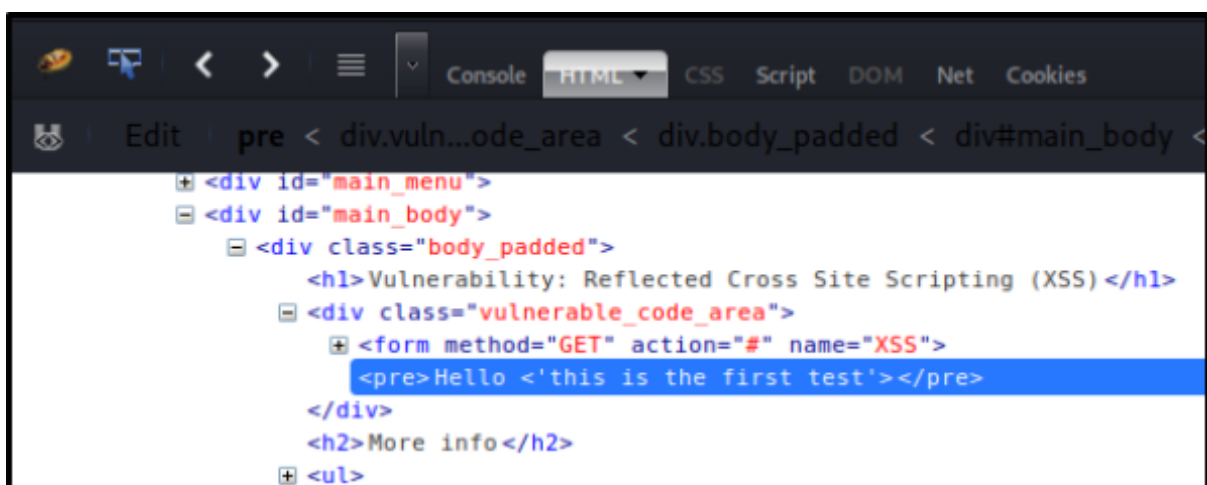 Console HTML CSS Script DOM Net Cookies
Edit pre < div.vuln...ode_area < div.body_padded < div#main_body <
<div id="main_menu">
<div id="main_body">
<div class="body_padded">
<h1>Vulnerability: Reflected Cross Site Scripting (XSS)</h1>
<div class="vulnerable_code_area">
<form method="GET" action="#" name="XSS">
<pre>Hello <'this is the first test'></pre>
</div>
<h2>More info</h2>
<ul>